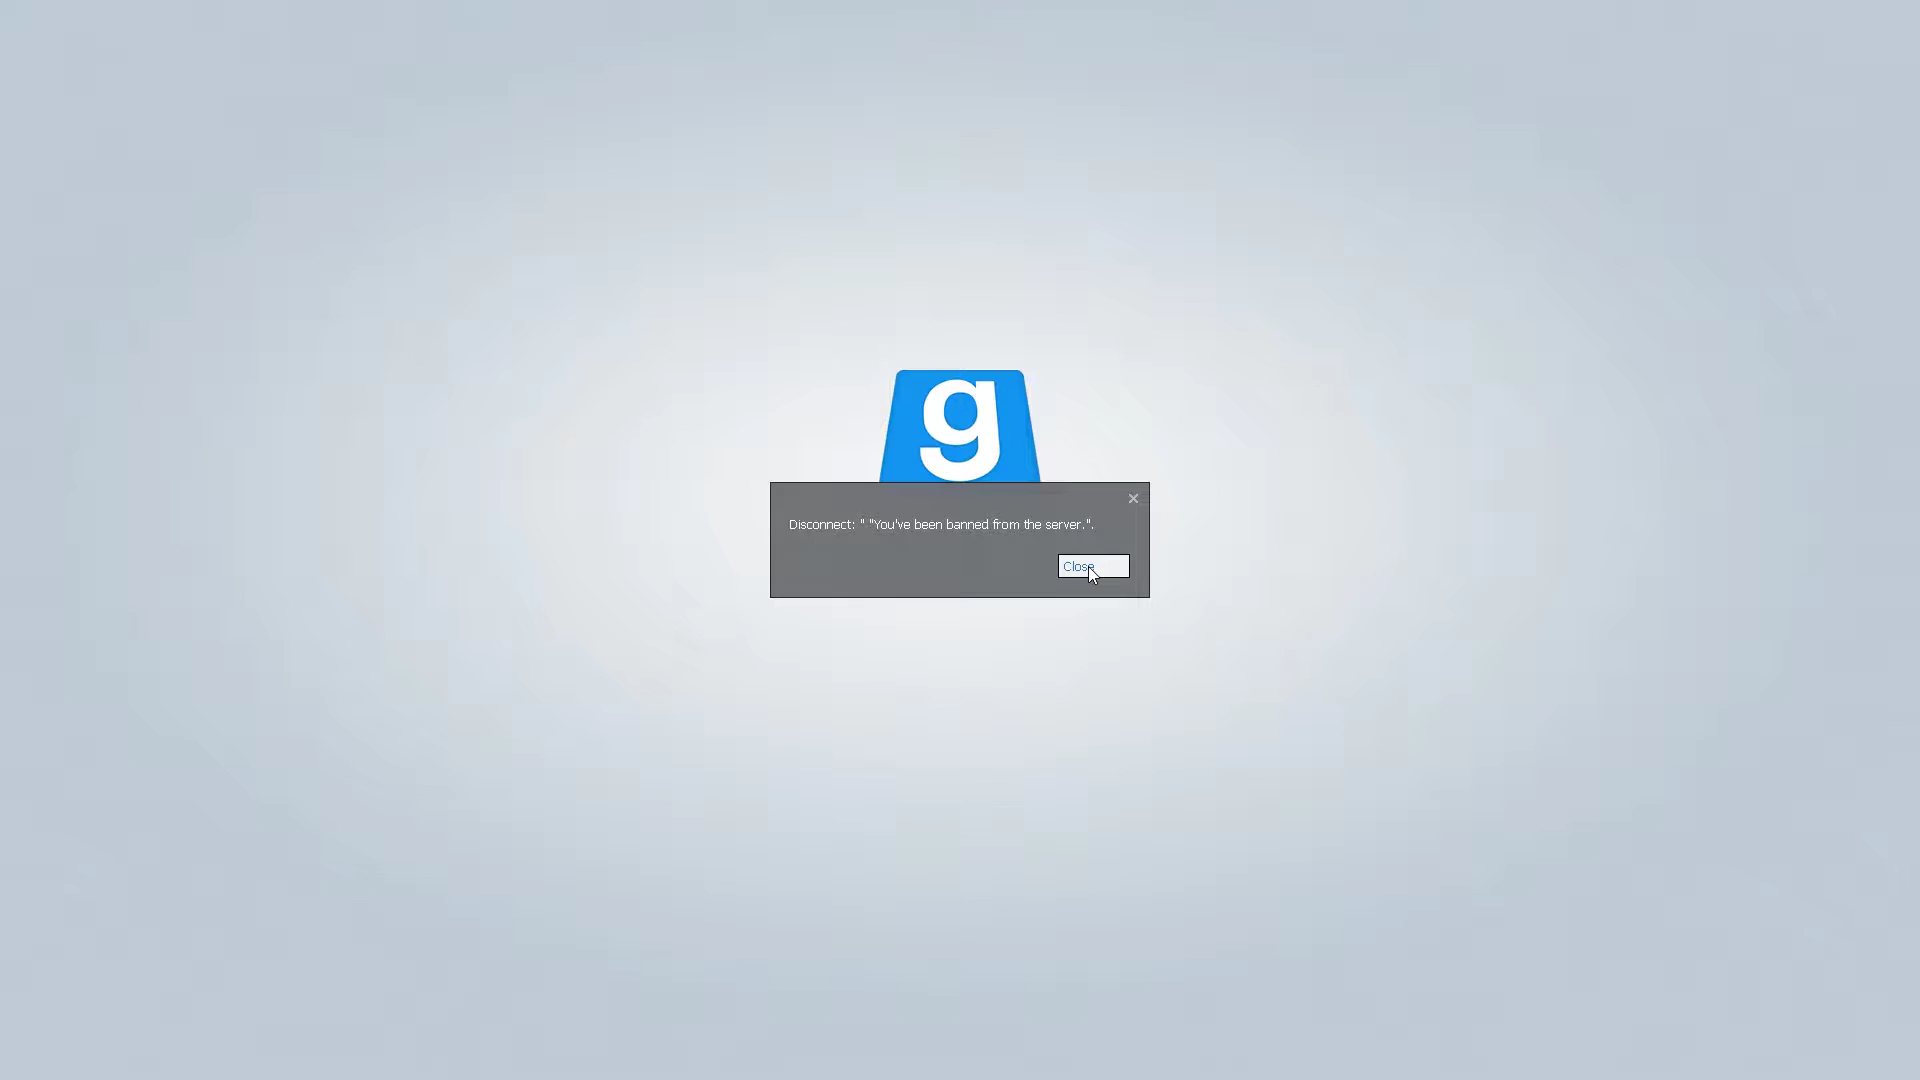 g
Disconnect: " "You've been banned from the server.".
Close